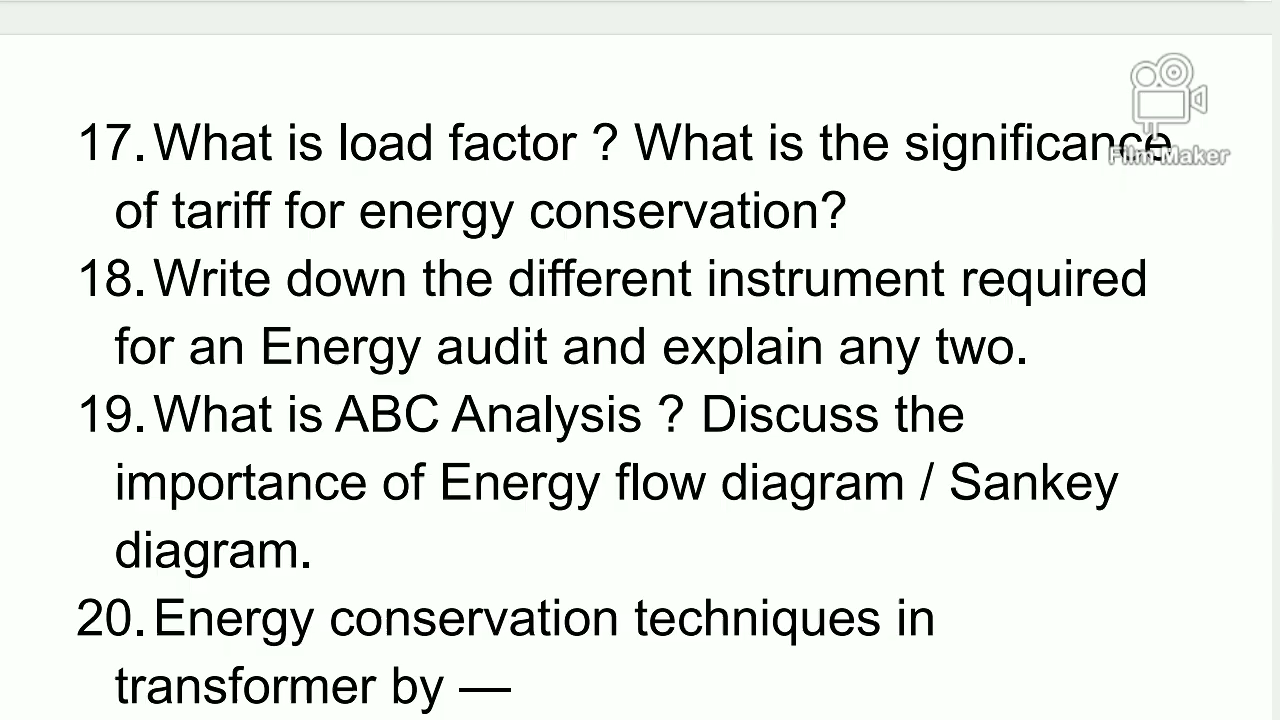 17. What is load factor ? What is the significance
Film Maker
of tariff for energy conservation?
18. Write down the different instrument required
for an Energy audit and explain any two.
19. What is ABC Analysis ? Discuss the
importance of Energy flow diagram / Sankey
diagram.
20. Energy conservation techniques in
transformer by —